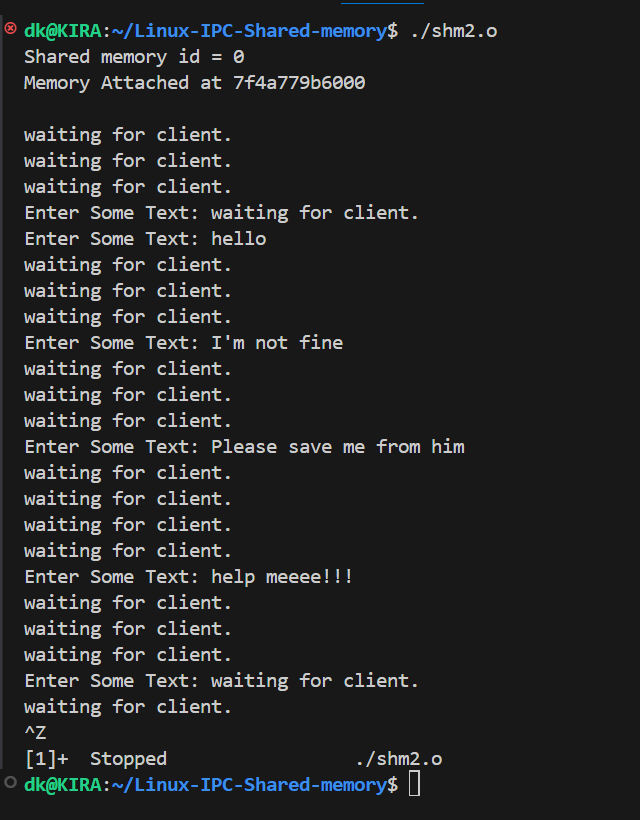 dk@KIRA:~/Linux-IPC-Shared-memory$ ./shm2.o
Shared memory id = 0
Memory Attached at 7f4a779b6000
waiting for client.
waiting for client.
waiting for client.
Enter Some Text: waiting for client.
Enter Some Text: hello
waiting for client.
waiting for client.
waiting for client.
Enter Some Text: I'm not fine
waiting for client.
waiting for client.
waiting for client.
Enter Some Text: Please save me from him
waiting for client.
waiting for client.
waiting for client.
waiting for client.
Enter Some Text: help meeee!!!
waiting for client.
waiting for client.
waiting for client.
Enter Some Text: waiting for client.
waiting for client.
^Z
[1]+  Stopped                 ./shm2.o
dk@KIRA:~/Linux-IPC-Shared-memory$